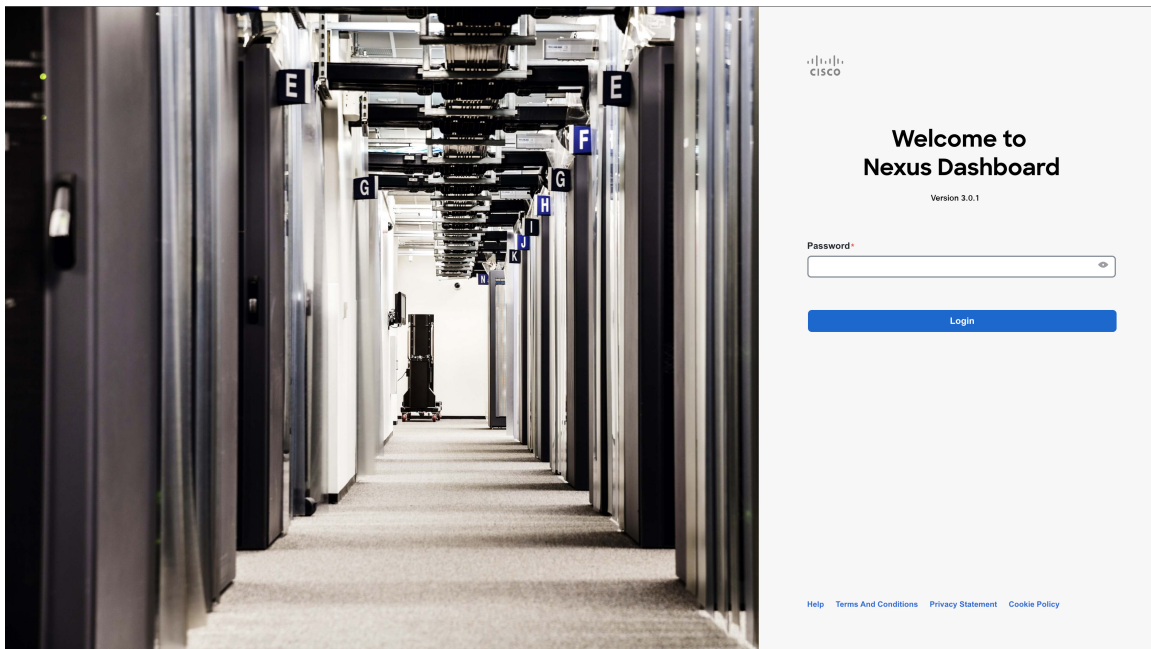 E
E
F
G
G
H
I
J
K
N
CISCO
Welcome to
Nexus Dashboard
Version 3.0.1
Password*
Login
Help Terms And Conditions Privacy Statement Cookie Policy